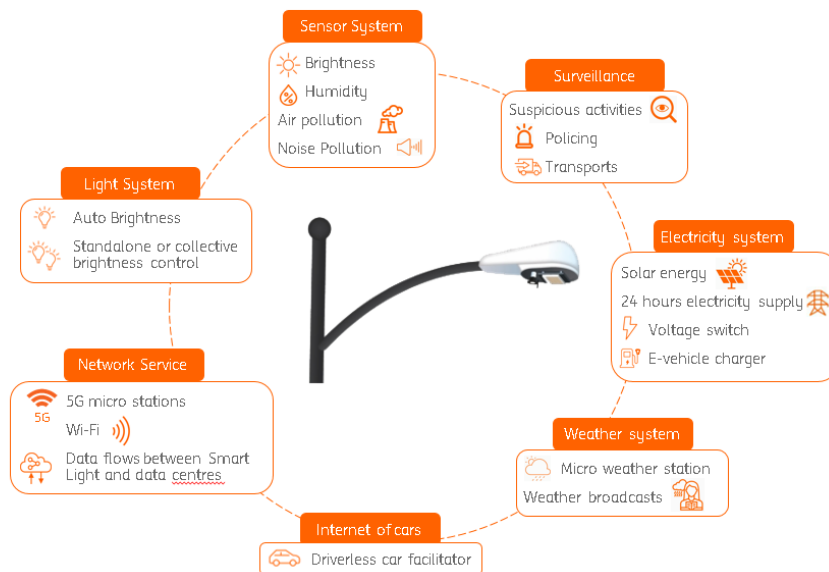 Sensor System
Brightness
Humidity
Air pollution
Noise Pollution
Surveillance
Suspicious activities
Policing
Transports
Light System
Auto Brightness
Standalone or collective
brightness control
Electricity system
Solar energy
24 hours electricity supply
Voltage switch
E-vehicle charger
Network Service
5G
5G micro stations
Wi-Fi
Data flows between Smart
Light and data centres
Weather system
Micro weather station
Weather broadcasts
Internet of cars
Driverless car facilitator